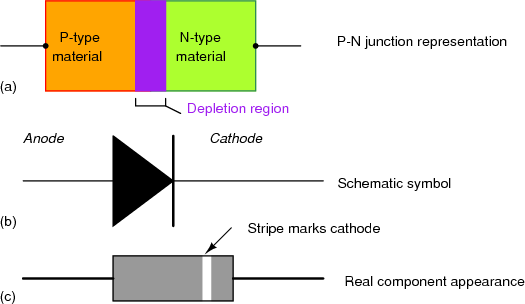 P-type
material
N-type
material
P-N junction representation
(a)
Depletion region
Anode
Cathode
Schematic symbol
(b)
Stripe marks cathode
Real component appearance
(c)